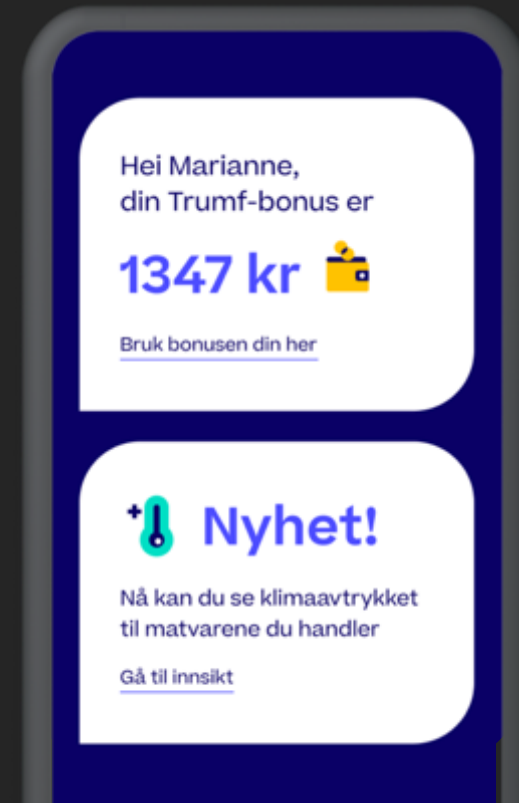 Hei Marianne,
din Trumf-bonus er
1347 kr
Bruk bonusen din her
Nyhet!
Nå kan du se klimaavtrykket
til matvarene du handler
Gå til innsikt